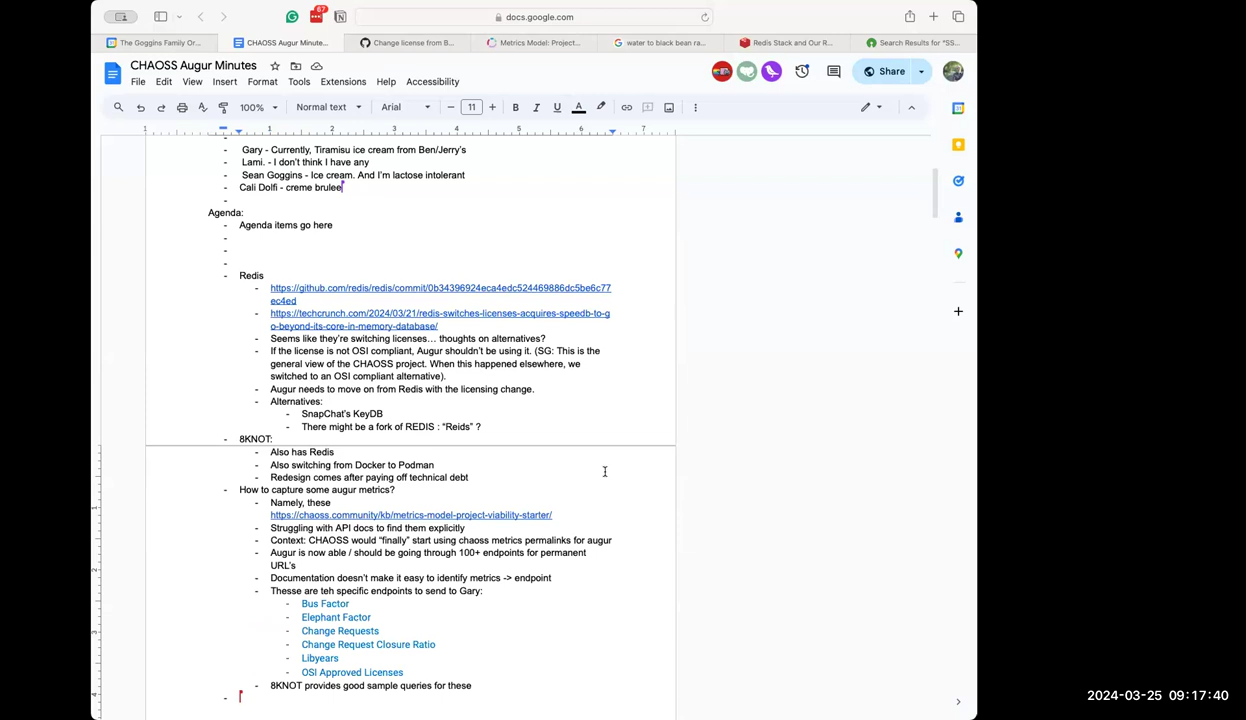 docs.google.com
67
The Goggins Family Or...
CHAOSS Augur Minute...
Change license from B...
Metrics Model: Project...
water to black bean ra...
Redis Stack and Our R...
Search Results for "SS...
CHAOSS Augur Minutes
File Edit View Insert Format Tools Extensions Help Accessibility
Share
100% Normal text Arial 11 B I U A
1 1 2 3 4 5 6 7
-
Gary - Currently, Tiramisu ice cream from Ben/Jerry's
- Lami. - I don't think I have any
- Sean Goggins - Ice cream. And I'm lactose intolerant
- Cali Dolfi - creme brulee
-
Agenda:
- Agenda items go here
-
-
-
- Redis
- https://github.com/redis/redis/commit/0b34396924eca4edc524469886dc5be6c77
ec4ed
- https://techcrunch.com/2024/03/21/redis-switches-licenses-acquires-speedb-to-g
o-beyond-its-core-in-memory-database/
- Seems like they're switching licenses... thoughts on alternatives?
- If the license is not OSI compliant, Augur shouldn't be using it. (SG: This is the
general view of the CHAOSS project. When this happened elsewhere, we
switched to an OSI compliant alternative).
- Augur needs to move on from Redis with the licensing change.
- Alternatives:
- SnapChat's KeyDB
- There might be a fork of REDIS : "Reids" ?
- 8KNOT:
- Also has Redis
- Also switching from Docker to Podman
- Redesign comes after paying off technical debt
- How to capture some augur metrics?
- Namely, these
https://chaoss.community/kb/metrics-model-project-viability-starter/
- Struggling with API docs to find them explicitly
- Context: CHAOSS would "finally" start using chaoss metrics permalinks for augur
- Augur is now able / should be going through 100+ endpoints for permanent
URL's
- Documentation doesn't make it easy to identify metrics -> endpoint
- Thesse are teh specific endpoints to send to Gary:
- Bus Factor
- Elephant Factor
- Change Requests
- Change Request Closure Ratio
- Libyears
- OSI Approved Licenses
- 8KNOT provides good sample queries for these
-
1
2
3
4
2024-03-25 09:17:40